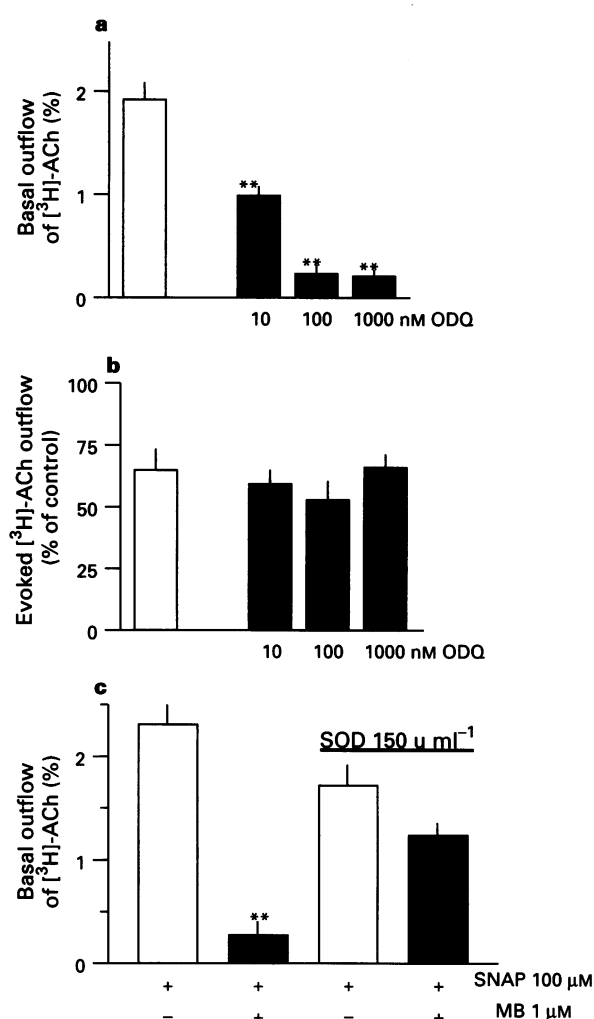 a
Basal outflow
of [³H]-ACh (%)
2
1
0
**
**
**
10 100 1000 nM ODQ
b
Evoked [³H]-ACh outflow
(% of control)
100
75
50
25
0
10 100 1000 nM ODQ
c
Basal outflow
of [³H]-ACh (%)
2
1
0
SOD 150 u ml⁻¹
**
+ + + + SNAP 100 µM
– + – + MB 1 µM